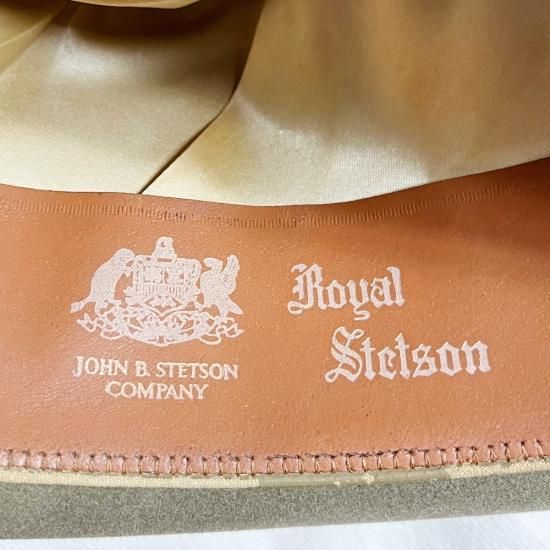 JOHN B. STETSON
COMPANY
Royal
Stetson